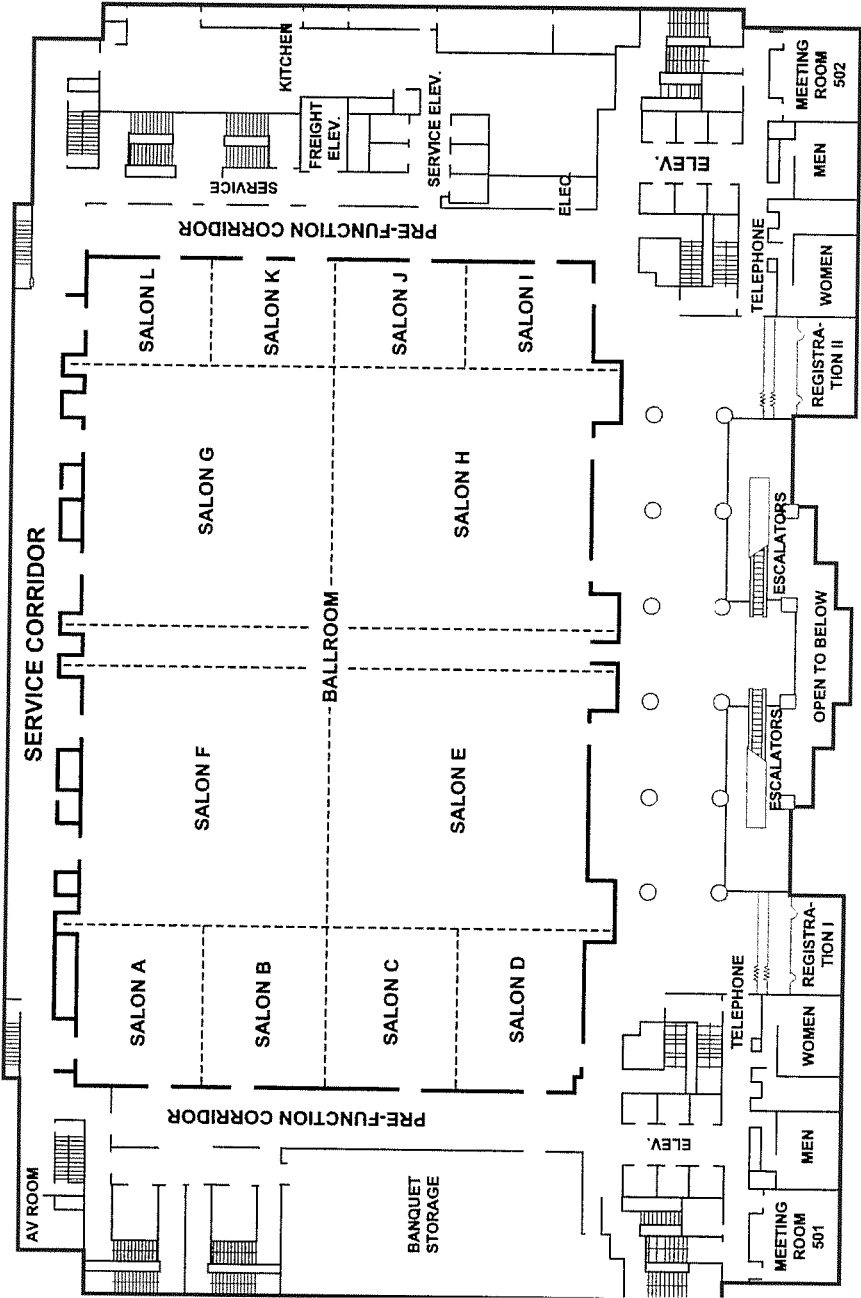 KITCHEN
MEETING
ROOM
502
FREIGHT
ELEV.
SERVICE ELEV.
SERVICE
ELEV.
MEN
ELEC.
PRE-FUNCTION CORRIDOR
TELEPHONE
WOMEN
SALON L
SALON K
SALON J
SALON I
REGISTRA-
TION II
SALON G
SALON H
SERVICE CORRIDOR
ESCALATORS
BALLROOM
OPEN TO BELOW
SALON F
SALON E
ESCALATORS
SALON A
SALON B
SALON C
SALON D
REGISTRA-
TION I
TELEPHONE
WOMEN
PRE-FUNCTION CORRIDOR
ELEV.
MEN
AV ROOM
BANQUET
STORAGE
MEETING
ROOM
501